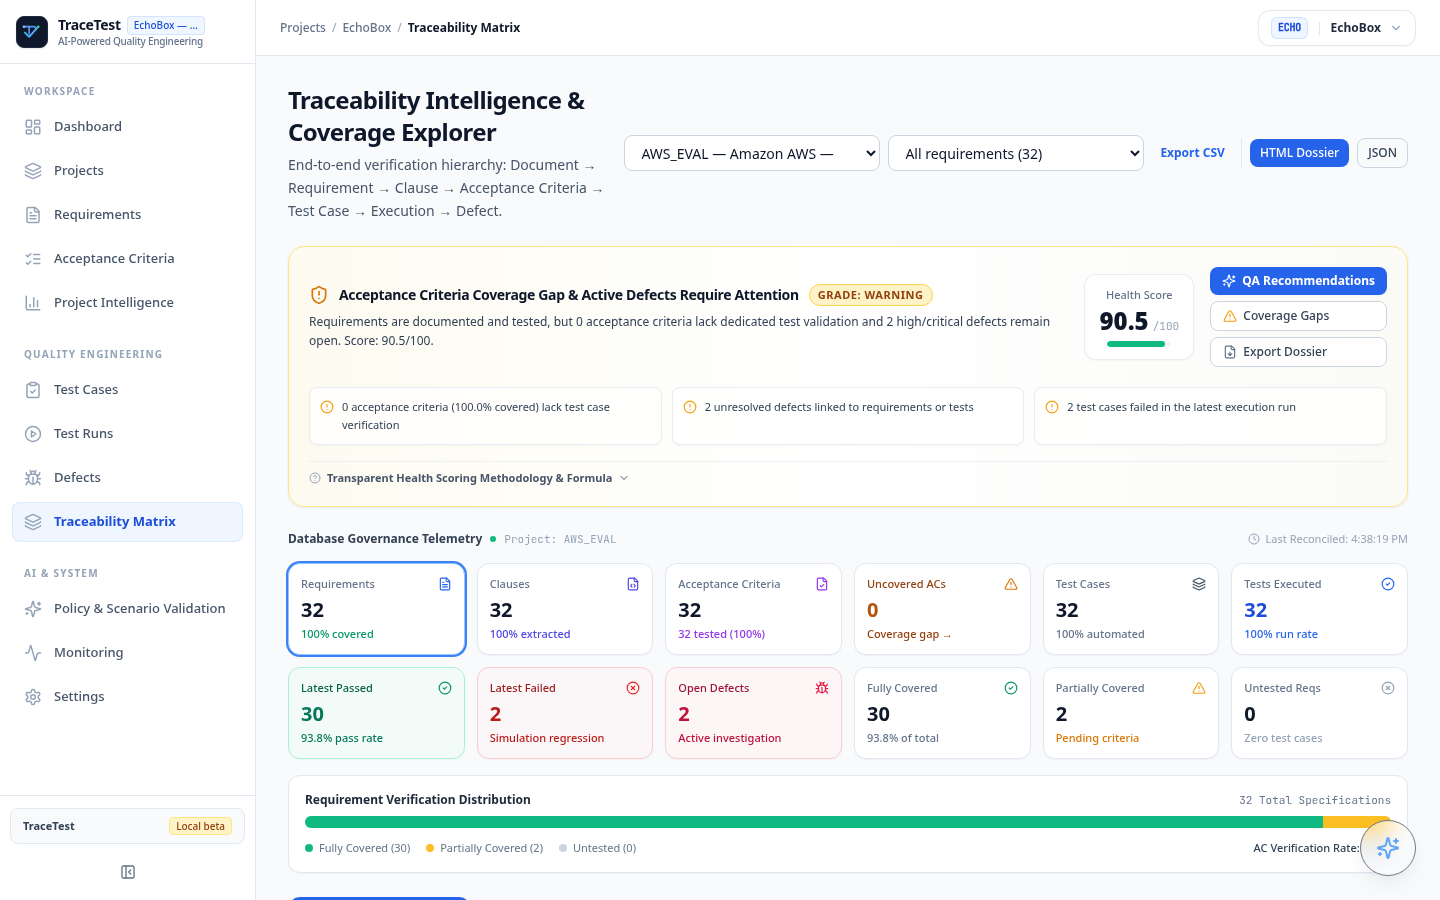 TraceTest
EchoBox — ...
AI-Powered Quality Engineering
WORKSPACE
Dashboard
Projects
Requirements
Acceptance Criteria
Project Intelligence
QUALITY ENGINEERING
Test Cases
Test Runs
Defects
Traceability Matrix
AI & SYSTEM
Policy & Scenario Validation
Monitoring
Settings
TraceTest
Local beta
Projects / EchoBox / Traceability Matrix
ECHO
EchoBox
Traceability Intelligence &
Coverage Explorer
End-to-end verification hierarchy: Document →
Requirement → Clause → Acceptance Criteria →
Test Case → Execution → Defect.
AWS_EVAL — Amazon AWS —
All requirements (32)
Export CSV
HTML Dossier
JSON
Acceptance Criteria Coverage Gap & Active Defects Require Attention
GRADE: WARNING
Requirements are documented and tested, but 0 acceptance criteria lack dedicated test validation and 2 high/critical defects remain
open. Score: 90.5/100.
Health Score
90.5 /100
QA Recommendations
Coverage Gaps
Export Dossier
0 acceptance criteria (100.0% covered) lack test case
verification
2 unresolved defects linked to requirements or tests
2 test cases failed in the latest execution run
Transparent Health Scoring Methodology & Formula
Database Governance Telemetry
Project: AWS_EVAL
Last Reconciled: 4:38:19 PM
Requirements
32
100% covered
Clauses
32
100% extracted
Acceptance Criteria
32
32 tested (100%)
Uncovered ACs
0
Coverage gap →
Test Cases
32
100% automated
Tests Executed
32
100% run rate
Latest Passed
30
93.8% pass rate
Latest Failed
2
Simulation regression
Open Defects
2
Active investigation
Fully Covered
30
93.8% of total
Partially Covered
2
Pending criteria
Untested Reqs
0
Zero test cases
Requirement Verification Distribution
32 Total Specifications
Fully Covered (30)
Partially Covered (2)
Untested (0)
AC Verification Rate: